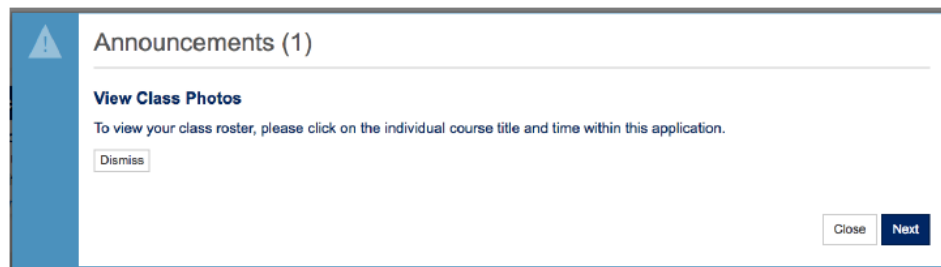 Announcements (1)
View Class Photos
To view your class roster, please click on the individual course title and time within this application.
Dismiss
Close
Next